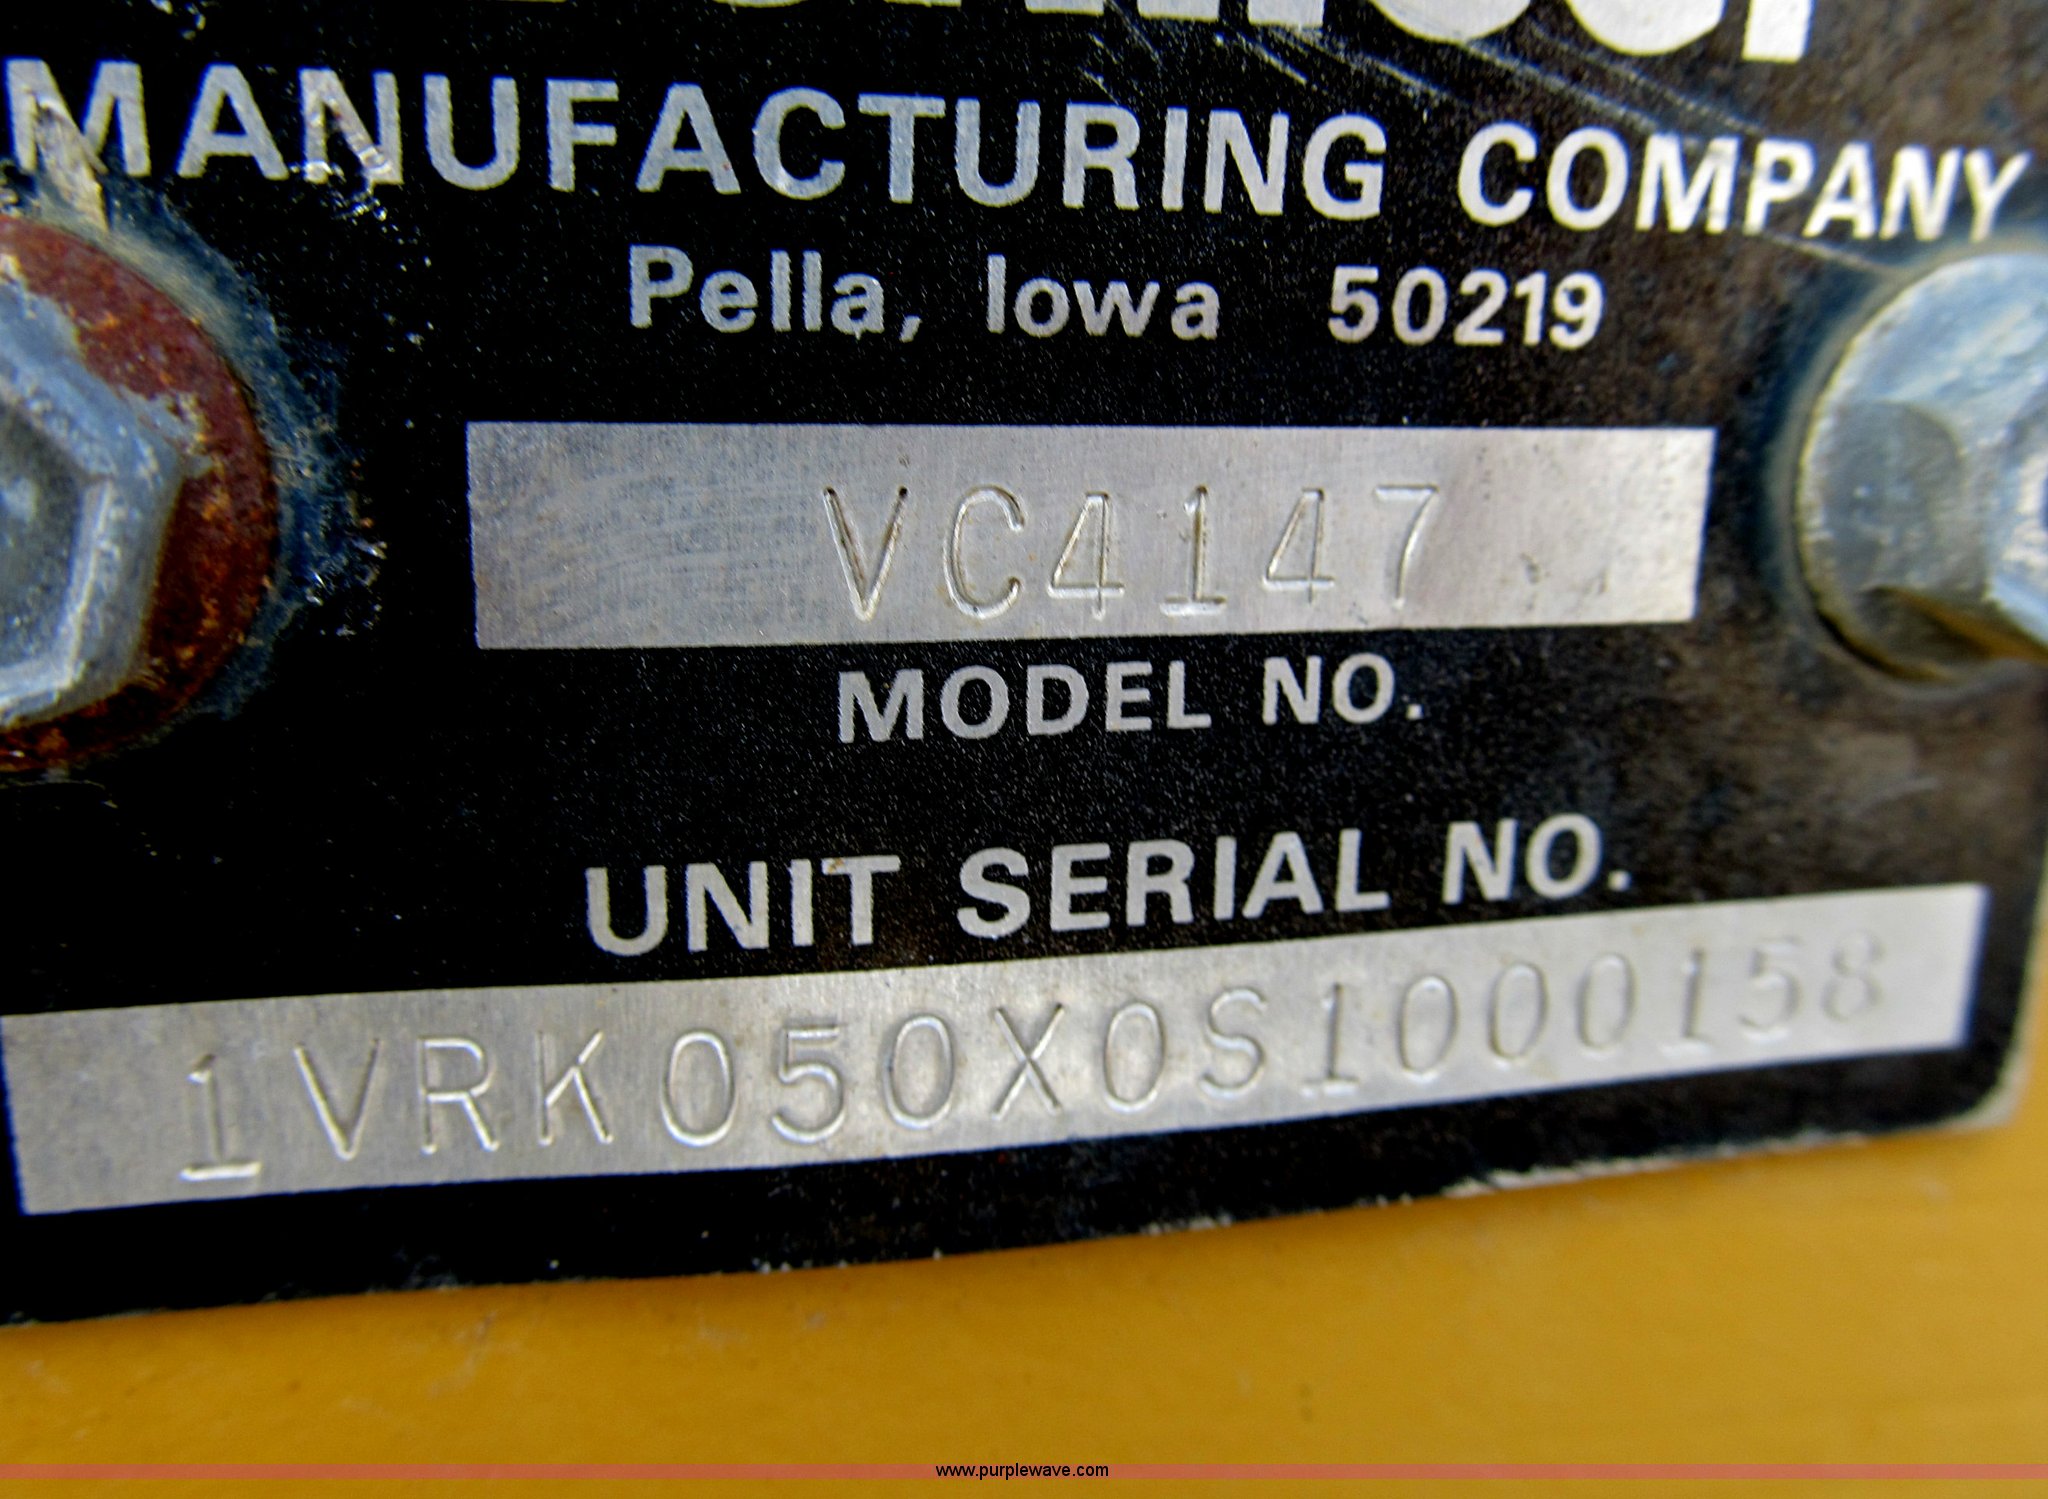 MANUFACTURING COMPANY
Pella, Iowa 50219
VC4147
MODEL NO.
UNIT SERIAL NO.
1VRK050X0S1000158
www.purplewave.com